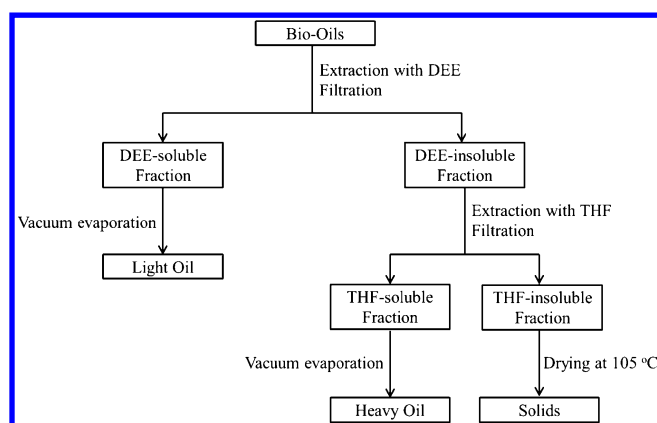 Bio-Oils
Extraction with DEE
Filtration
DEE-soluble
Fraction
DEE-insoluble
Fraction
Vacuum evaporation
Extraction with THF
Filtration
Light Oil
THF-soluble
Fraction
THF-insoluble
Fraction
Vacuum evaporation
Drying at 105 °C
Heavy Oil
Solids